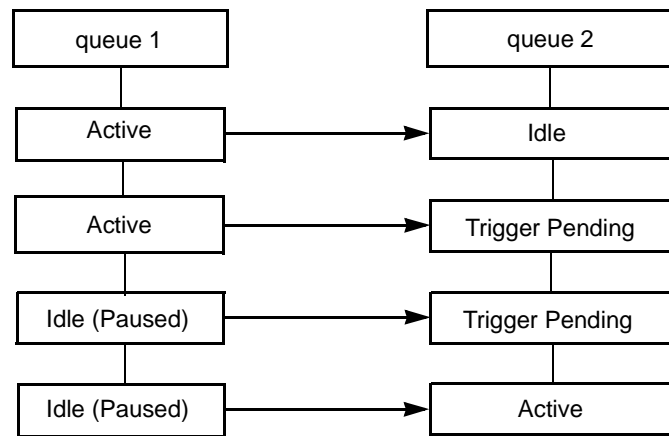 queue 1
queue 2
Active
Idle
Active
Trigger Pending
Idle (Paused)
Trigger Pending
Idle (Paused)
Active